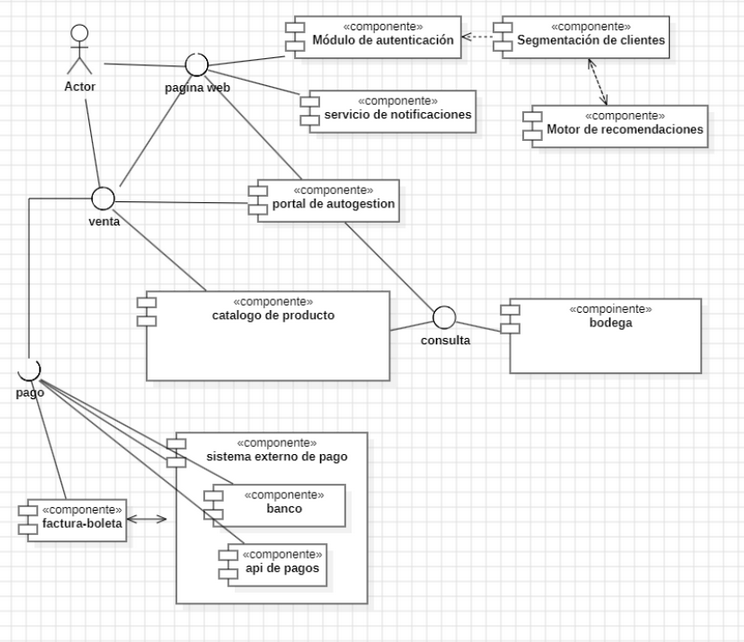 «componente»
Módulo de autenticación
«componente»
Segmentación de clientes
Actor
pagina web
«componente»
servicio de notificaciones
«componente»
Motor de recomendaciones
«componente»
portal de autogestion
venta
«componente»
catalogo de producto
«compoinente»
bodega
consulta
pago
«componente»
sistema externo de pago
«componente»
factura-boleta
«componente»
banco
«componente»
api de pagos